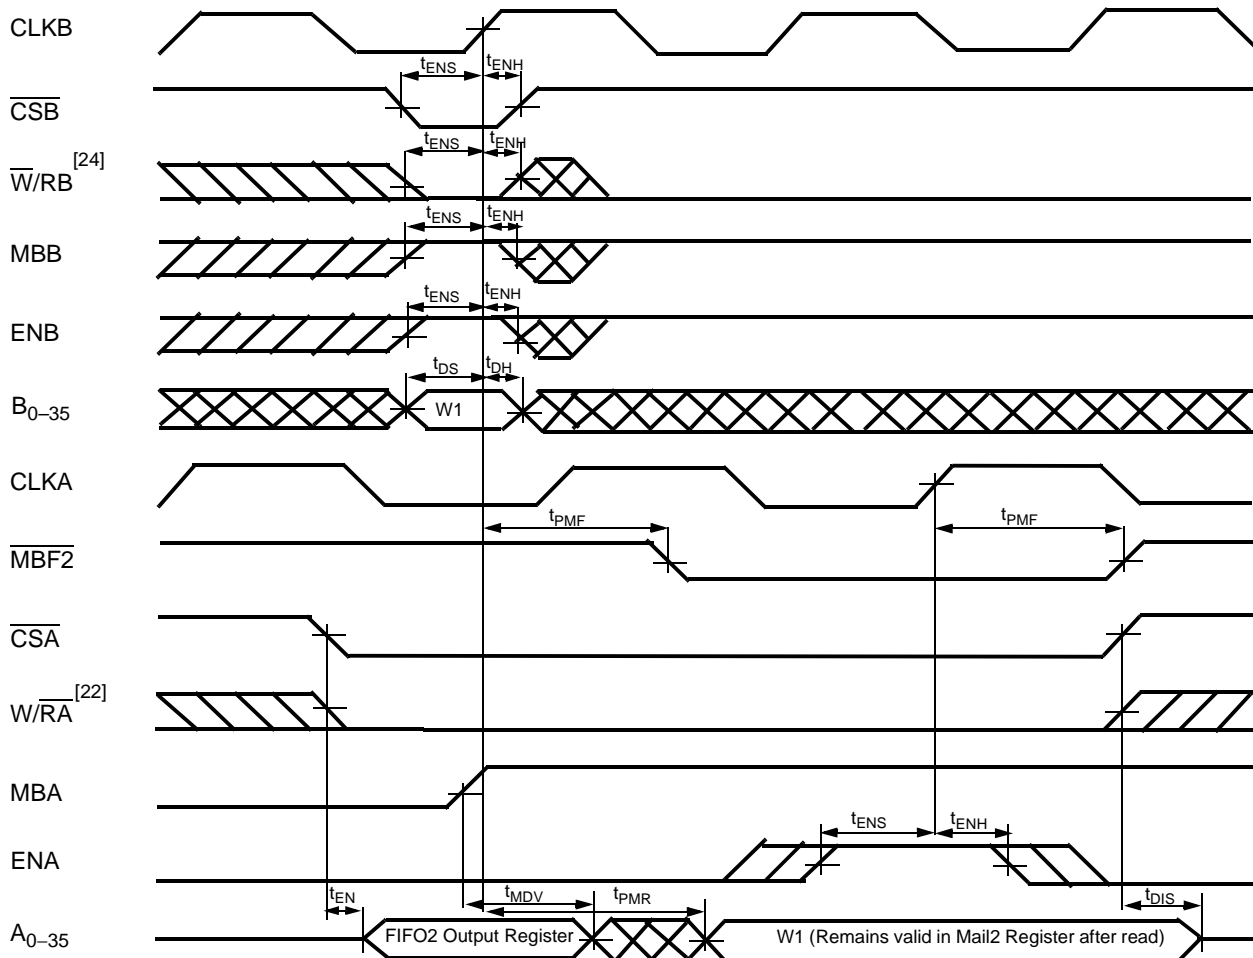 CLKB
tENS tENH
CSB
tENS tENH
W/RB[24]
tENS tENH
MBB
tENS tENH
ENB
tDS tDH
B0–35 W1
CLKA
tPMF tPMF
MBF2
CSA
W/RA[22]
MBA
tENS tENH
ENA
tEN tMDV tPMR tDIS
A0–35 FIFO2 Output Register W1 (Remains valid in Mail2 Register after read)